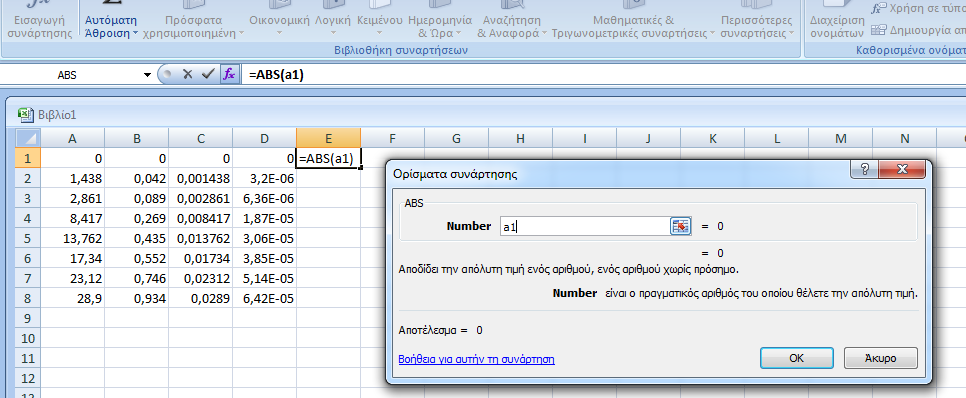 Εισαγωγή συνάρτησης
Αυτόματη Άθροιση
Πρόσφατα χρησιμοποιημένη
Οικονομική
Λογική
Κειμένου
Ημερομηνία & Ώρα
Αναζήτηση & Αναφορά
Μαθηματικές & Τριγωνομετρικές συναρτήσεις
Περισσότερες συναρτήσεις
Διαχείριση ονομάτων
Χρήση σε τύπο
Δημιουργία απ
Βιβλιοθήκη συναρτήσεων
Καθορισμένα ονόματ
ABS fx =ABS(a1)
Βιβλίο1
A B C D E F G H I J K L M N
1 0 0 0 0 =ABS(a1)
2 1,438 0,042 0,001438 3,2E-06
3 2,861 0,089 0,002861 6,36E-06
4 8,417 0,269 0,008417 1,87E-05
5 13,762 0,435 0,013762 3,06E-05
6 17,34 0,552 0,01734 3,85E-05
7 23,12 0,746 0,02312 5,14E-05
8 28,9 0,934 0,0289 6,42E-05
9
10
11
12
Ορίσματα συνάρτησης
ABS
Number a1 = 0
= 0
Αποδίδει την απόλυτη τιμή ενός αριθμού, ενός αριθμού χωρίς πρόσημο.
Number είναι ο πραγματικός αριθμός του οποίου θέλετε την απόλυτη τιμή.
Αποτέλεσμα = 0
Βοήθεια για αυτήν τη συνάρτηση
OK
Άκυρο